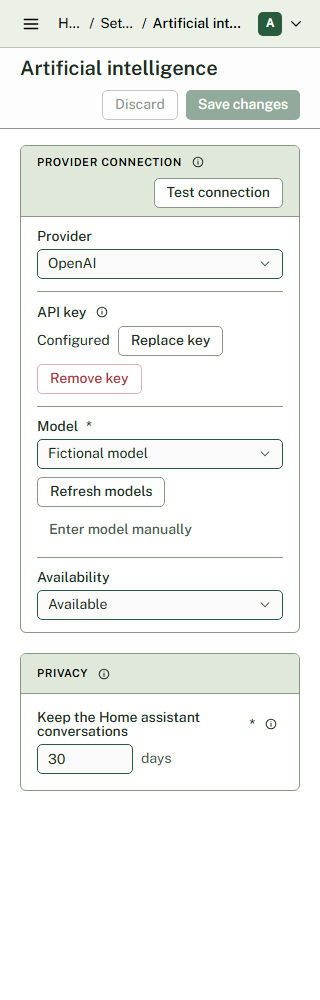 H... / Set... / Artificial int...
A
Artificial intelligence
Discard
Save changes
PROVIDER CONNECTION
Test connection
Provider
OpenAI
API key
Configured
Replace key
Remove key
Model *
Fictional model
Refresh models
Enter model manually
Availability
Available
PRIVACY
Keep the Home assistant
conversations
*
30
days